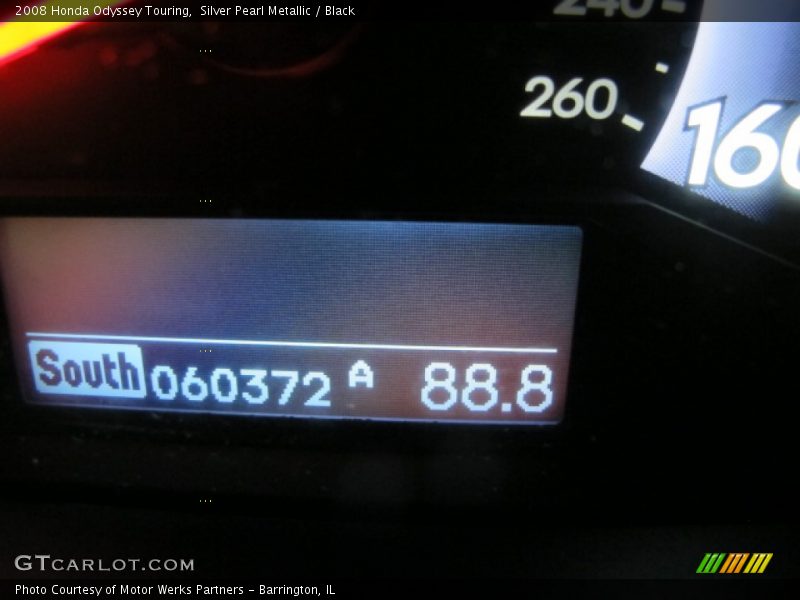 2008 Honda Odyssey Touring,  Silver Pearl Metallic / Black
240
260
160
South 060372 A 88.8
GTCARLOT.COM
Photo Courtesy of Motor Werks Partners – Barrington, IL